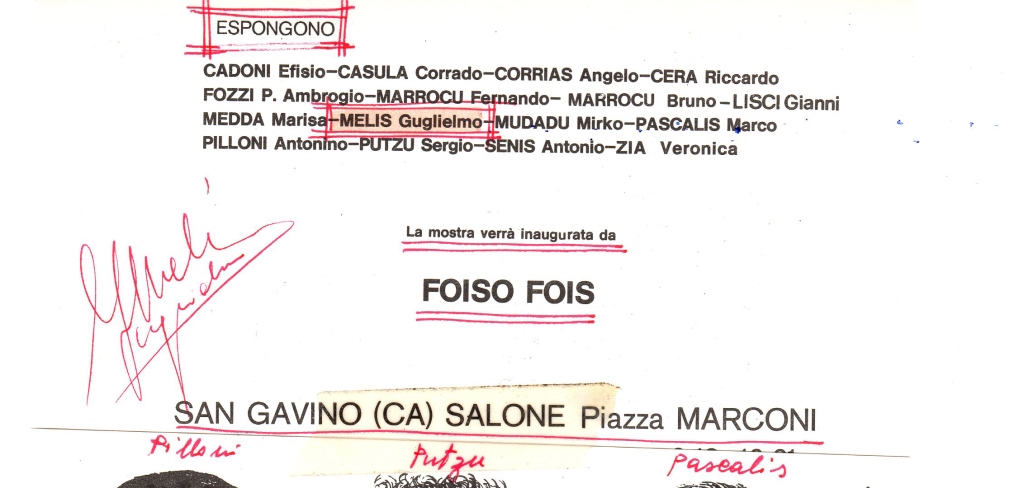 ESPONGONO
CADONI Efisio–CASULA Corrado–CORRIAS Angelo–CERA Riccardo
FOZZI P. Ambrogio–MARROCU Fernando– MARROCU Bruno–LISCI Gianni
MEDDA Marisa–MELIS Guglielmo–MUDADU Mirko–PASCALIS Marco
PILLONI Antonino–PUTZU Sergio–SENIS Antonio–ZIA Veronica
La mostra verrà inaugurata da
FOISO FOIS
SAN GAVINO (CA) SALONE Piazza MARCONI
Pilloni Putzu Pascalis